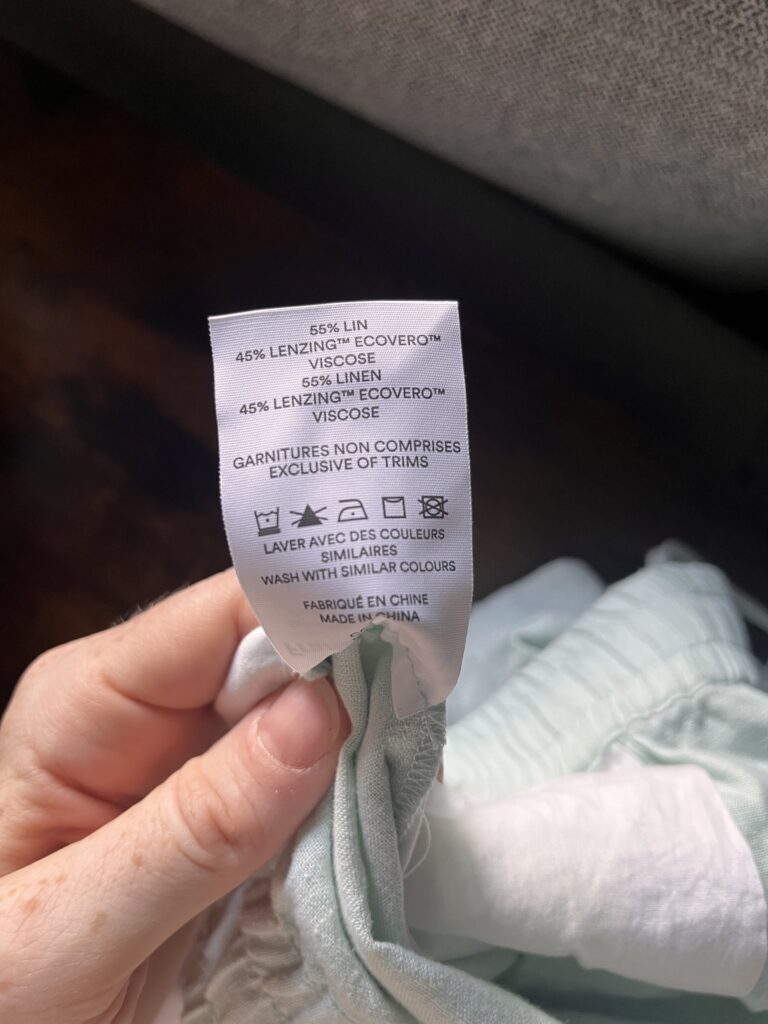 55% LIN
45% LENZING™ ECOVERO™
VISCOSE
55% LINEN
45% LENZING™ ECOVERO™
VISCOSE
GARNITURES NON COMPRISES
EXCLUSIVE OF TRIMS
LAVER AVEC DES COULEURS
SIMILAIRES
WASH WITH SIMILAR COLOURS
FABRIQUÉ EN CHINE
MADE IN CHINA